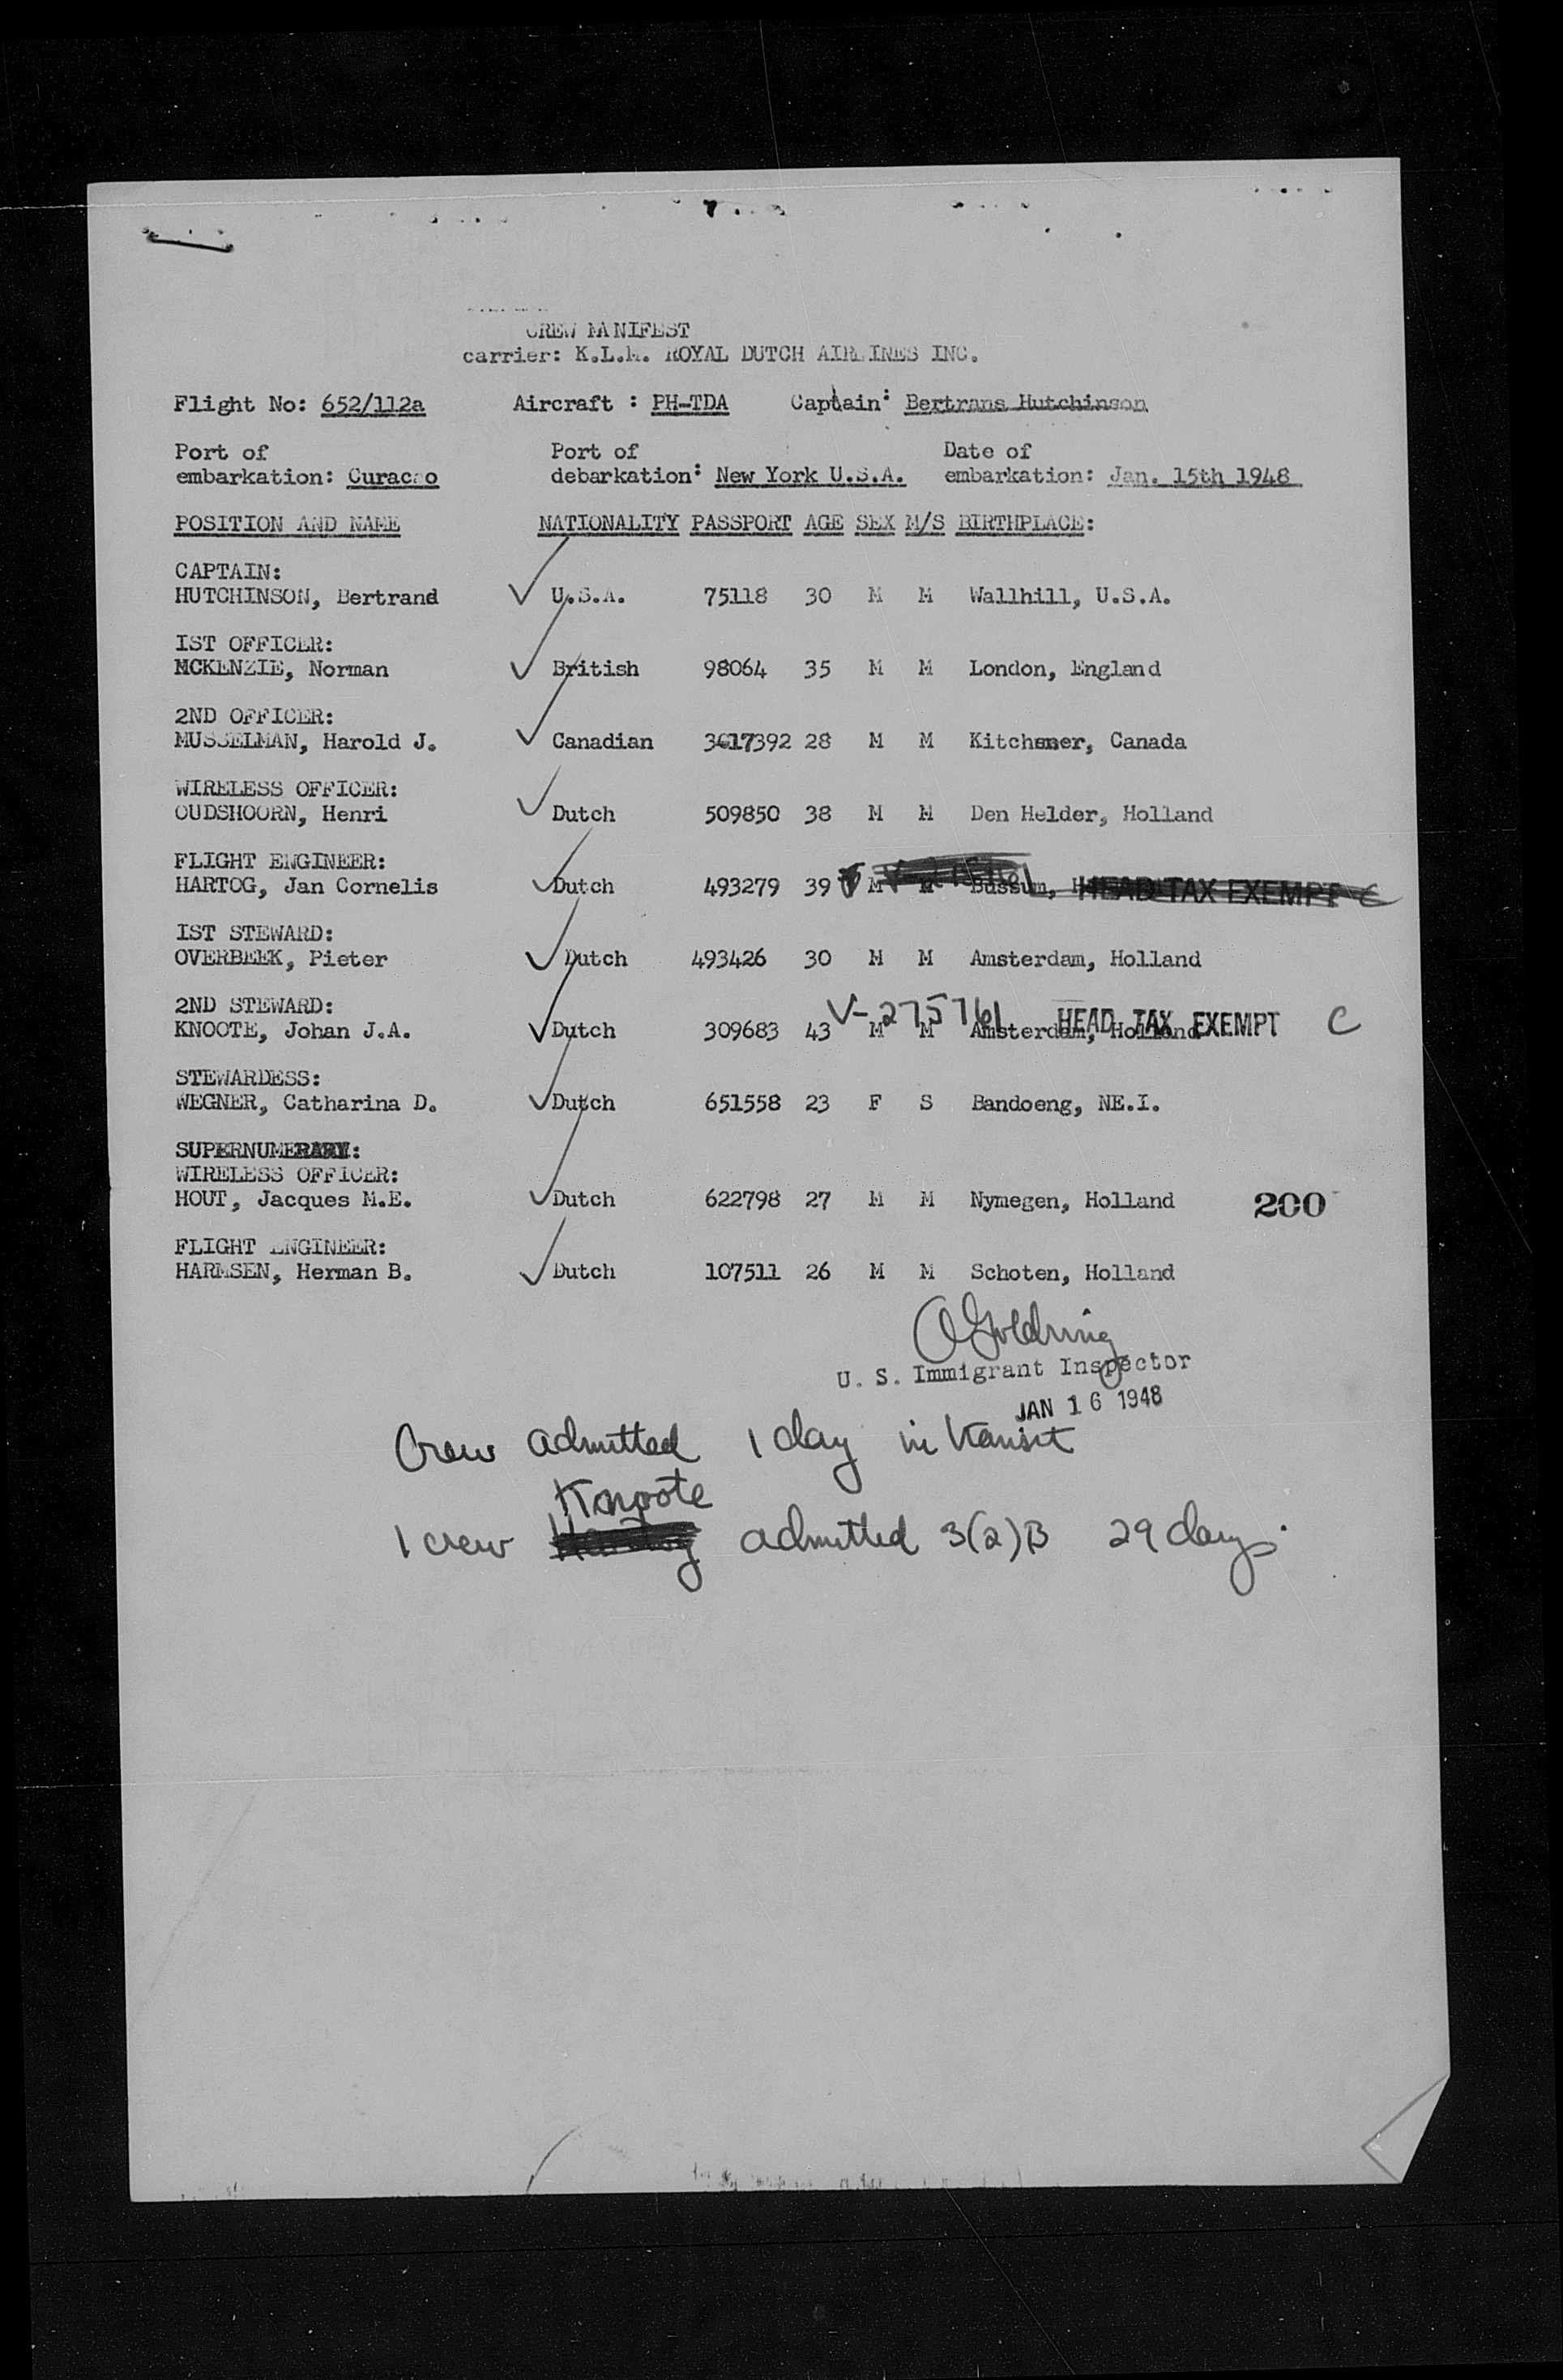 CREW MANIFEST
carrier: K.L.M. ROYAL DUTCH AIRLINES INC.
Flight No: 652/112a Aircraft : PH-TDA Captain: Bertrans Hutchinson
Port of Port of Date of
embarkation: Curacao debarkation: New York U.S.A. embarkation: Jan. 15th 1948
POSITION AND NAME NATIONALITY PASSPORT AGE SEX M/S BIRTHPLACE:
CAPTAIN:
HUTCHINSON, Bertrand U.S.A. 75118 30 M M Wallhill, U.S.A.
IST OFFICER:
MCKENZIE, Norman British 98064 35 M M London, England
2ND OFFICER:
MUSSELMAN, Harold J. Canadian 3617392 28 M M Kitchener, Canada
WIRELESS OFFICER:
OUDSHOORN, Henri Dutch 509850 38 M M Den Helder, Holland
FLIGHT ENGINEER:
HARTOG, Jan Cornelis Dutch 493279 39 M M Bussum, HEAD TAX EXEMPT C
IST STEWARD:
OVERBEEK, Pieter Dutch 493426 30 M M Amsterdam, Holland
2ND STEWARD: V-275761
KNOOTE, Johan J.A. Dutch 309683 43 M M Amsterdam, Holland HEAD TAX EXEMPT C
STEWARDESS:
WEGNER, Catharina D. Dutch 651558 23 F S Bandoeng, NE.I.
SUPERNUMERARY:
WIRELESS OFFICER:
HOUT, Jacques M.E. Dutch 622798 27 M M Nymegen, Holland 200
FLIGHT ENGINEER:
HARMSEN, Herman B. Dutch 107511 26 M M Schoten, Holland
Goldring
U. S. Immigrant Inspector
JAN 16 1948
Crew admitted 1 day in transit
Knoote
1 crew Hartog admitted 3(2)B 29 days.